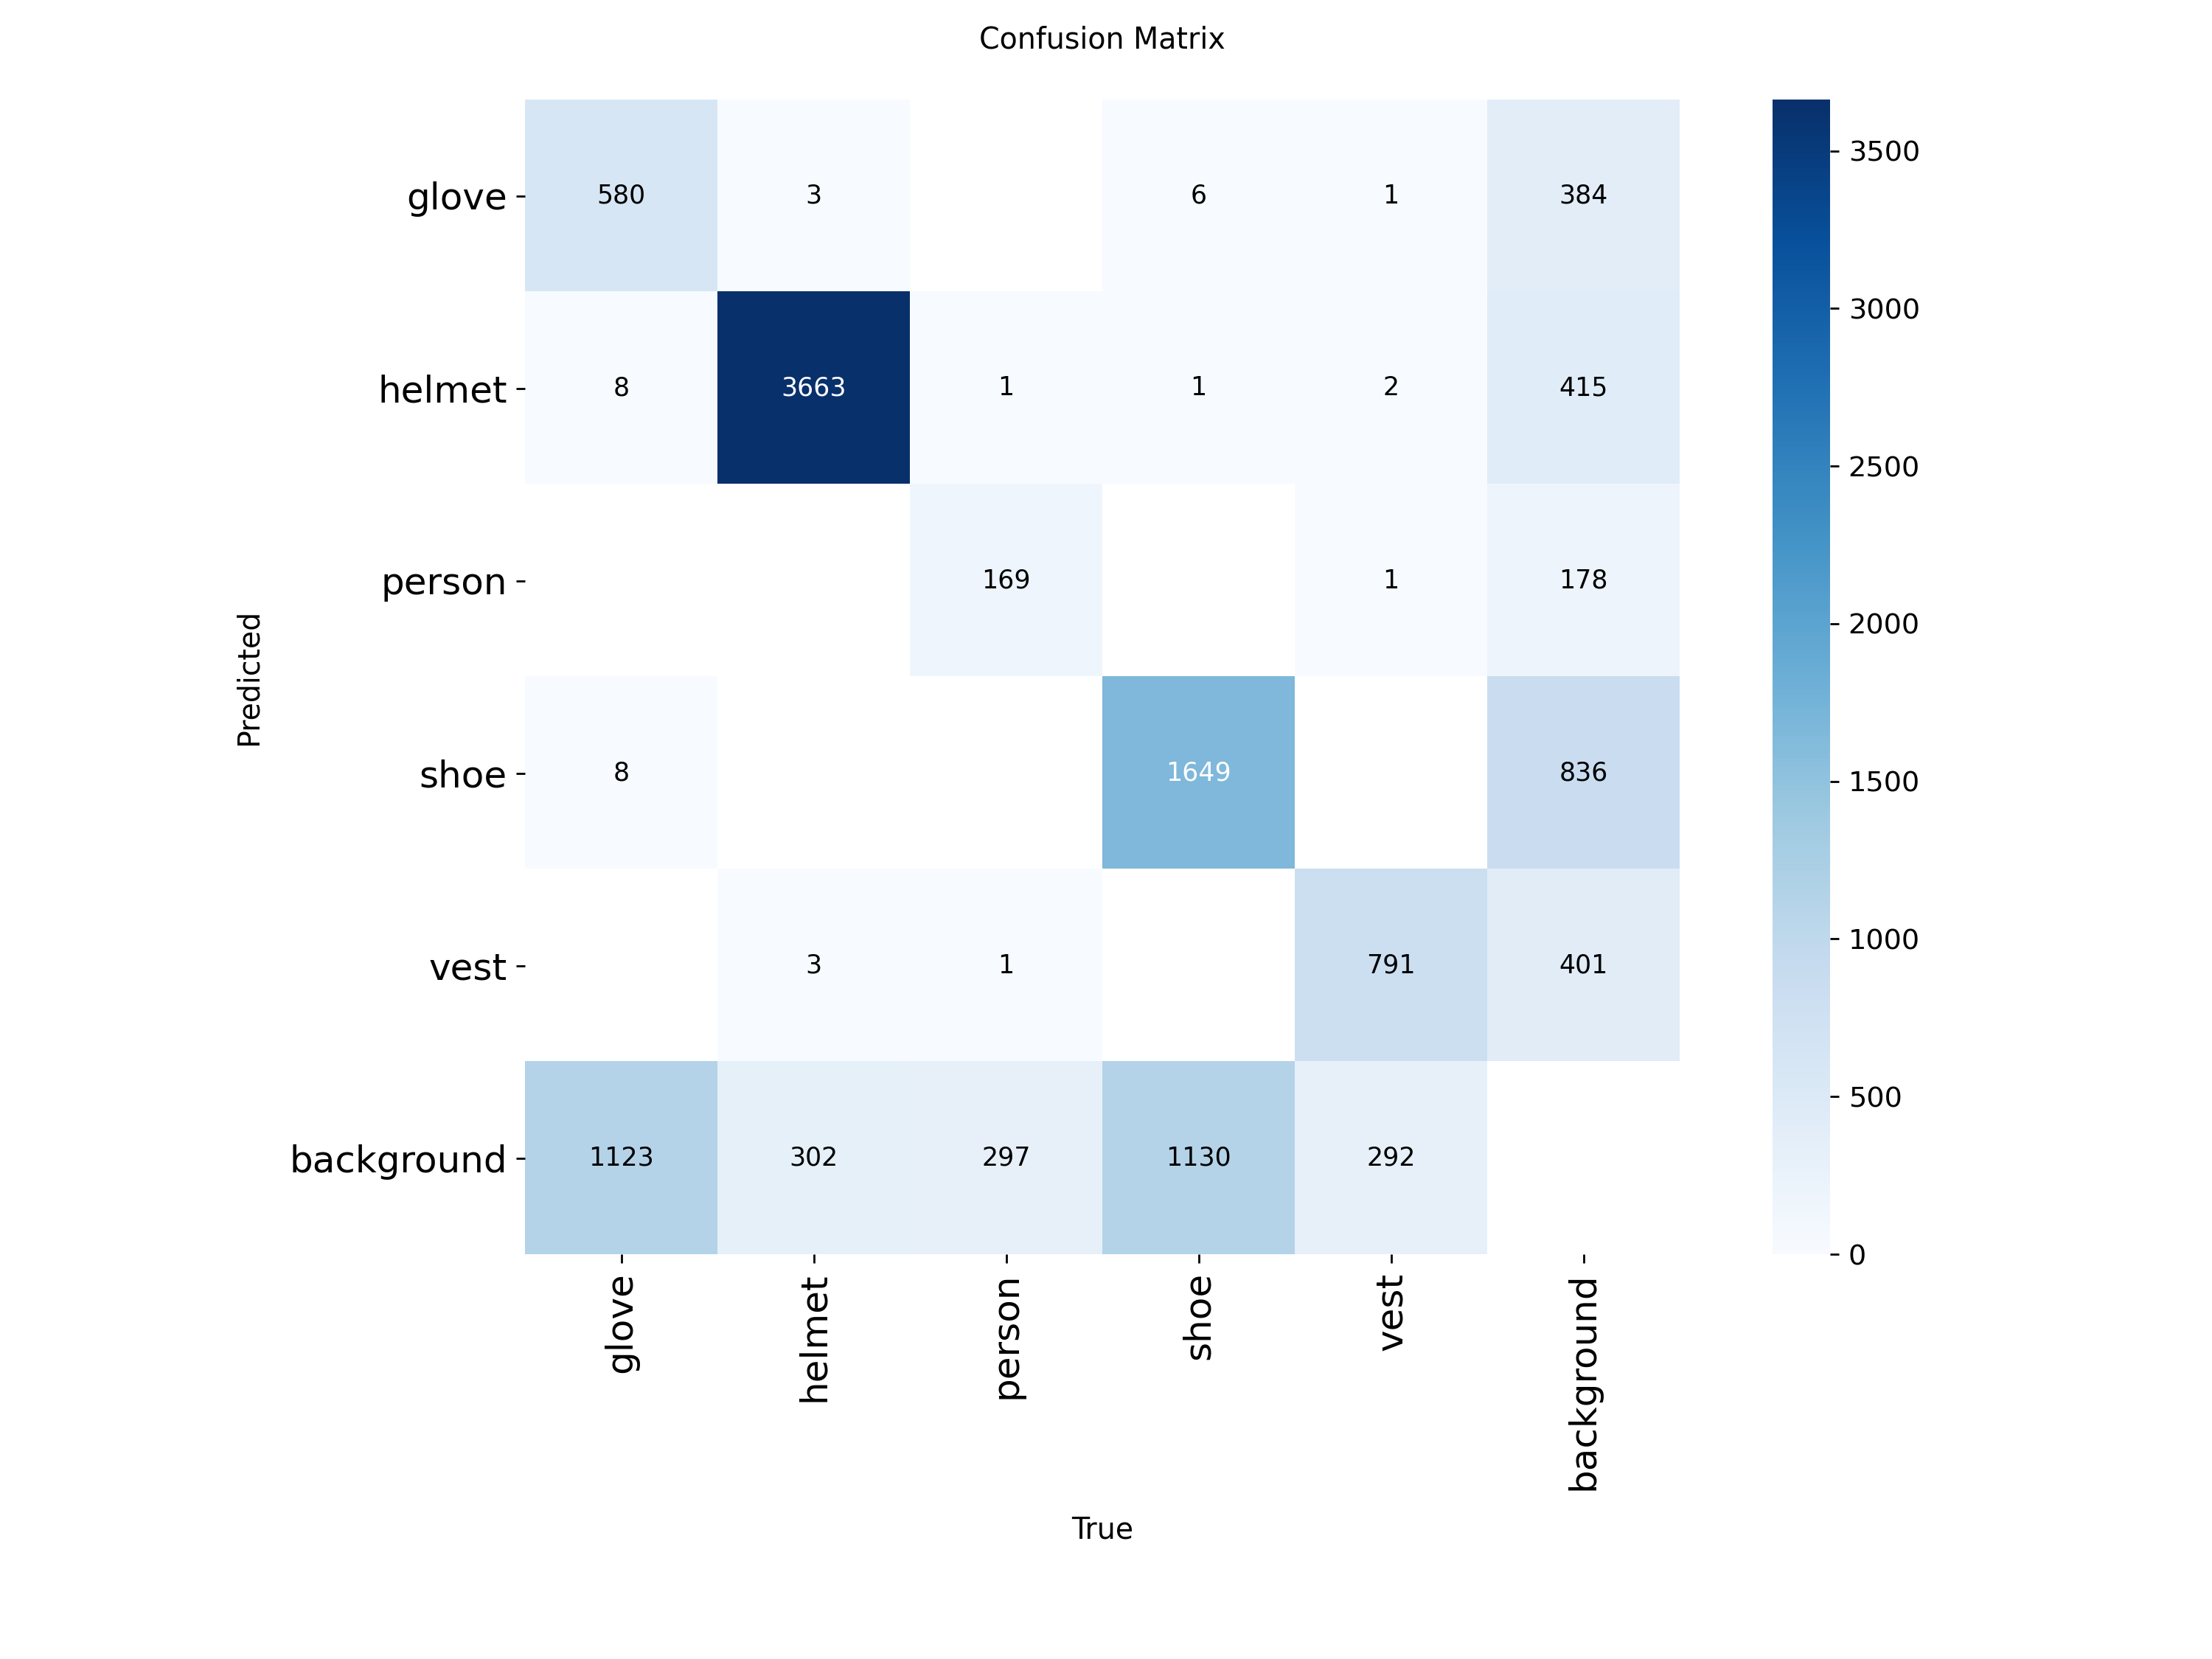 Confusion Matrix
glove 580 3 6 1 384
helmet 8 3663 1 1 2 415
person 169 1 178
shoe 8 1649 836
vest 3 1 791 401
background 1123 302 297 1130 292
glove helmet person shoe vest background
Predicted
True
3500
3000
2500
2000
1500
1000
500
0